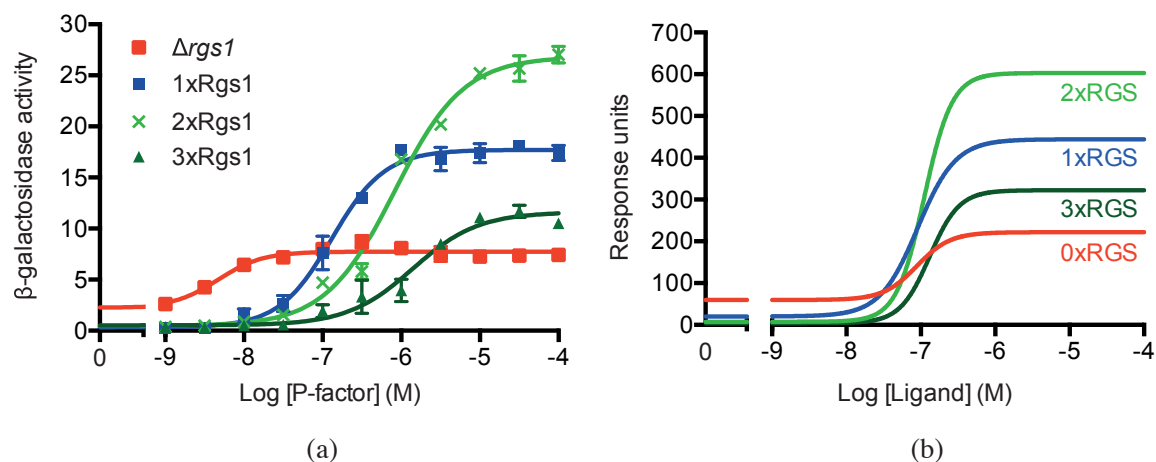 30
25
20
15
10
5
0
β-galactosidase activity
Δrgs1
1xRgs1
2xRgs1
3xRgs1
0 -9 -8 -7 -6 -5 -4
Log [P-factor] (M)
(a)
700
600
500
400
300
200
100
0
Response units
2xRGS
1xRGS
3xRGS
0xRGS
0 -9 -8 -7 -6 -5 -4
Log [Ligand] (M)
(b)